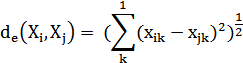 d_e(X_i,X_j) = (∑_k^1 (x_ik − x_jk)^2)^(1/2)